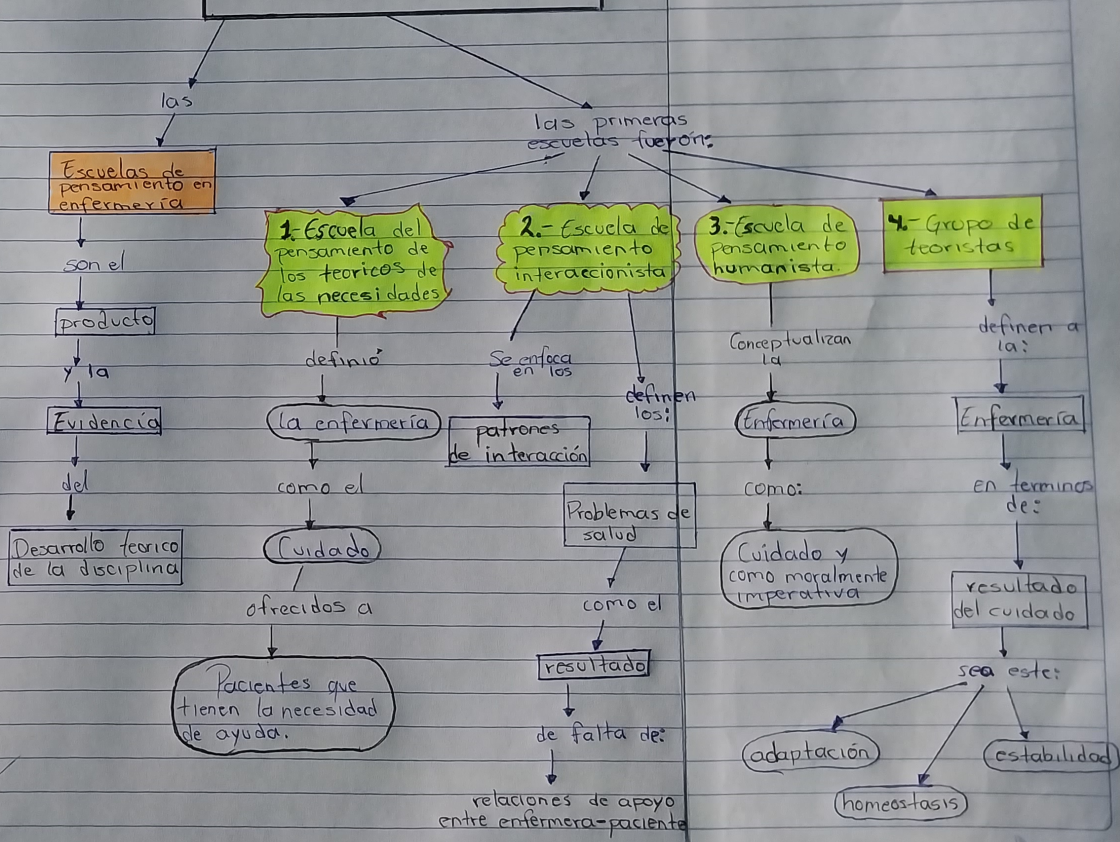 las
Escuelas de
pensamiento en
enfermería
son el
producto
y la
Evidencia
del
Desarrollo teorico
de la disciplina
las primeras
escuelas fuerón:
1.-Escuela del
pensamiento de
los teoricos de
las necesidades
definió
la enfermería
como el
Cuidado
ofrecidos a
Pacientes que
tienen la necesidad
de ayuda.
2.-Escuela de
pensamiento
interaccionista
Se enfoca
en los
patrones
de interacción
definen
los:
Problemas de
salud
como el
resultado
de falta de:
relaciones de apoyo
entre enfermera-paciente
3.-Escuela de
pensamiento
humanista.
Conceptualizan
la
Enfermería
como:
Cuidado y
como moralmente
imperativa
4.-Grupo de
teoristas
definen a
la:
Enfermería
en terminos
de:
resultado
del cuidado
sea este:
adaptación
homeostasis
estabilidad